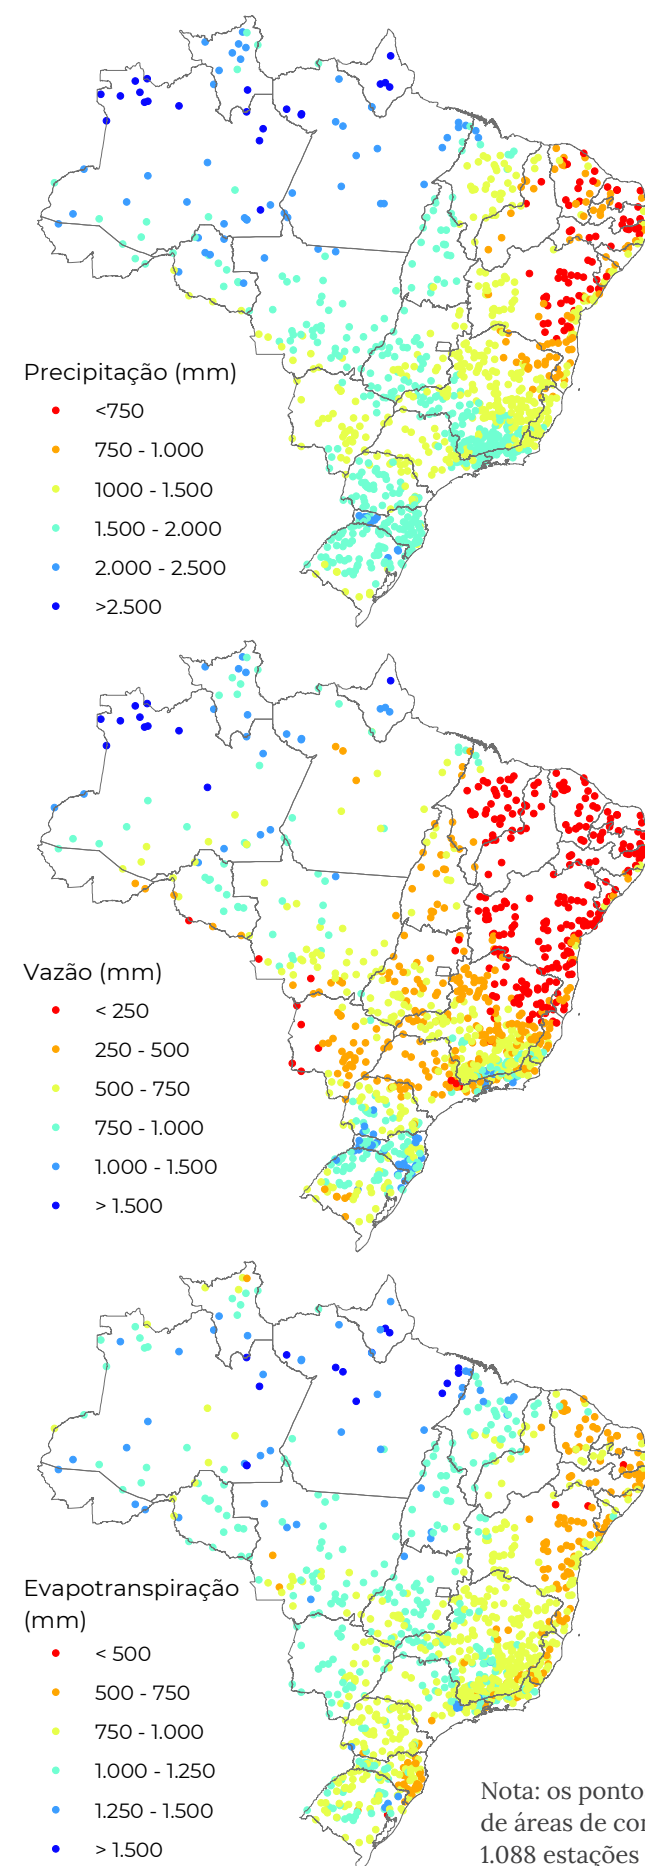 Precipitação (mm)
<750
750 - 1.000
1000 - 1.500
1.500 - 2.000
2.000 - 2.500
>2.500
Vazão (mm)
< 250
250 - 500
500 - 750
750 - 1.000
1.000 - 1.500
> 1.500
Evapotranspiração
(mm)
< 500
500 - 750
750 - 1.000
1.000 - 1.250
1.250 - 1.500
> 1.500
Nota: os ponto
de áreas de con
1.088 estações